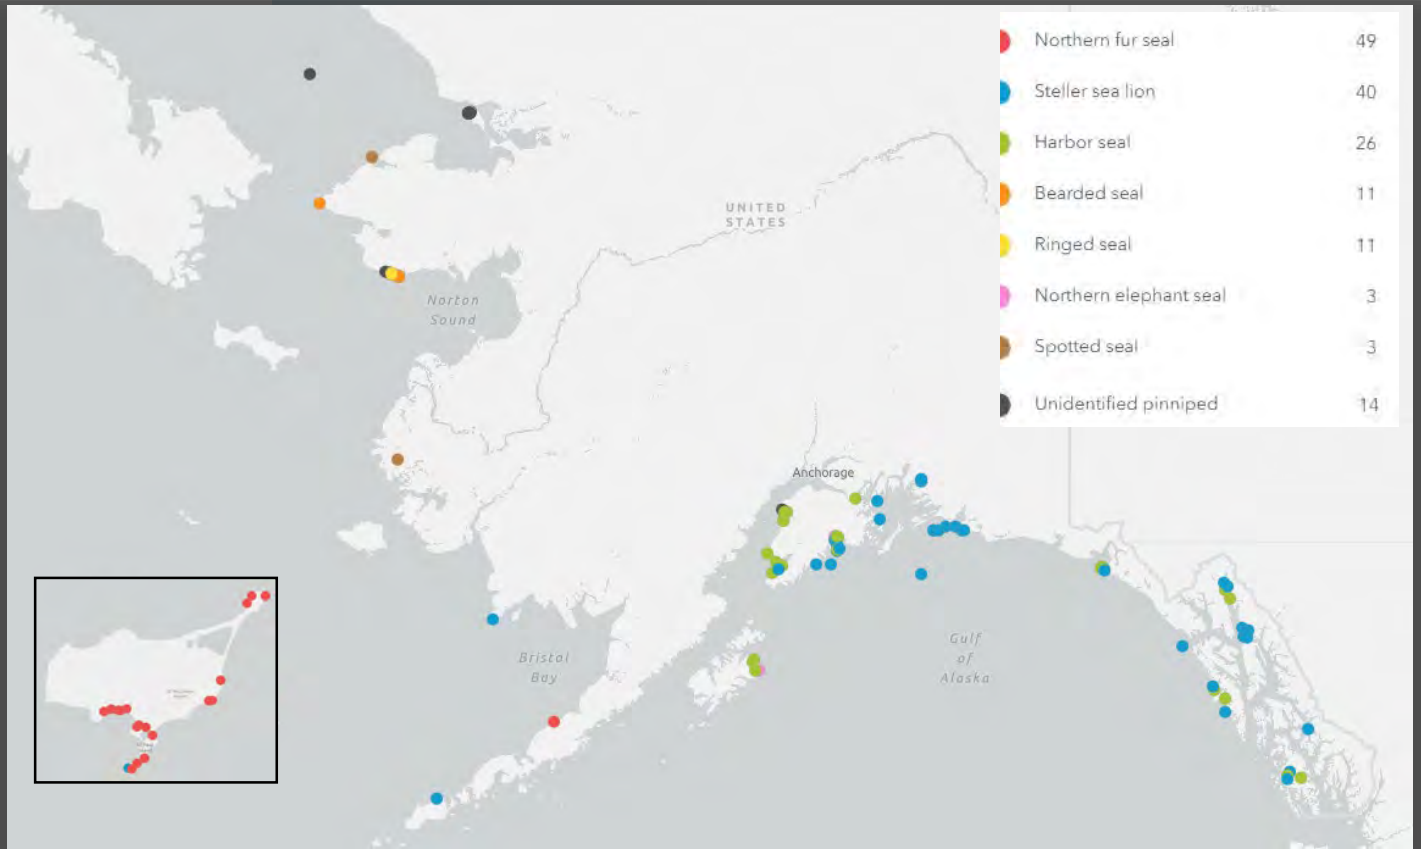 Northern fur seal 49
Steller sea lion 40
Harbor seal 26
Bearded seal 11
Ringed seal 11
Northern elephant seal 3
Spotted seal 3
Unidentified pinniped 14
UNITED
STATES
Norton
Sound
Anchorage
Bristol
Bay
Gulf
of
Alaska